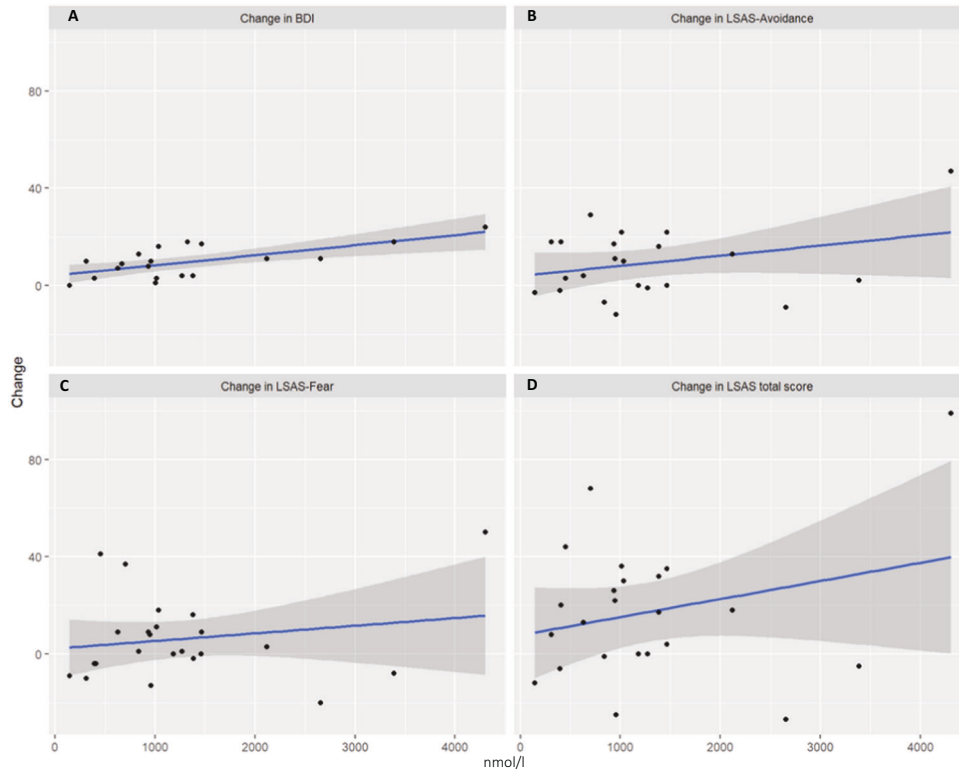 A Change in BDI
B Change in LSAS-Avoidance
80
40
0
C Change in LSAS-Fear
D Change in LSAS total score
80
40
0
Change
0 1000 2000 3000 4000
0 1000 2000 3000 4000
nmol/l